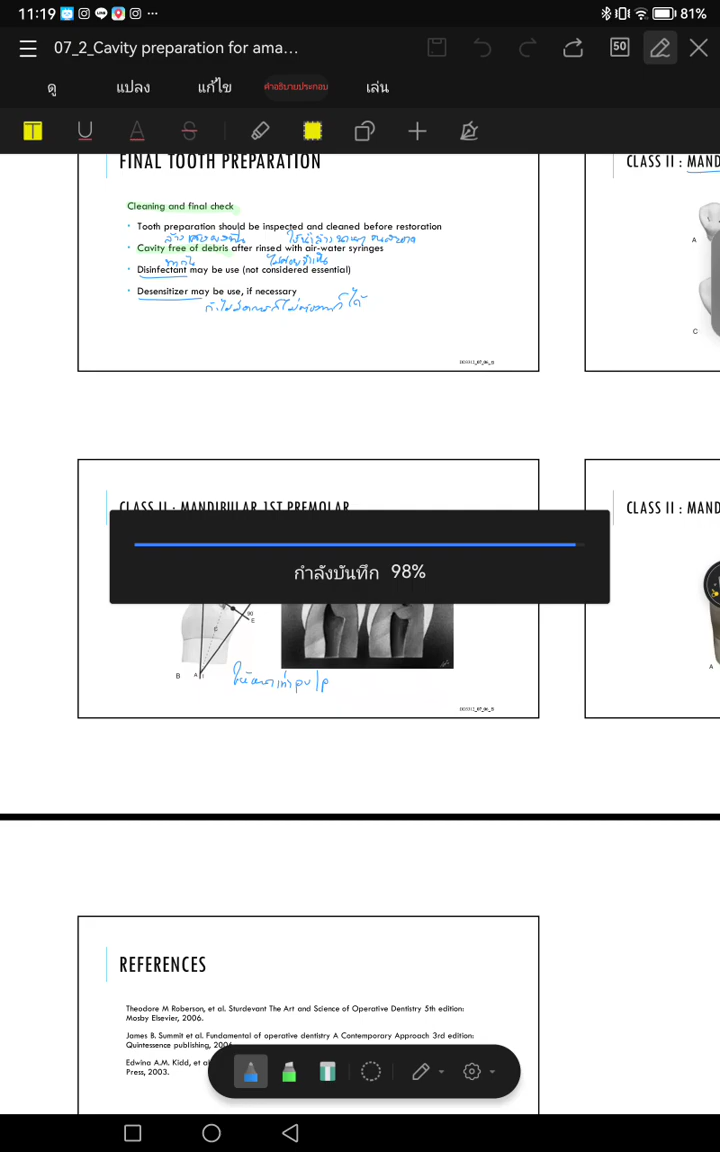 11:19
81%
07_2_Cavity preparation for ama...
50
ดู แปลง แก้ไข คำอธิบายประกอบ เล่น
T U A S
FINAL TOOTH PREPARATION
CLASS II : MAND
Cleaning and final check
• Tooth preparation should be inspected and cleaned before restoration
• Cavity free of debris after rinsed with air-water syringes
• Disinfectant may be use (not considered essential)
• Desensitizer may be use, if necessary
A
C
CLASS II : MANDIBULAR 1ST PREMOLAR
CLASS II : MAND
กำลังบันทึก 98%
90
E
C
B A
A
REFERENCES
Theodore M Roberson, et al. Sturdevant The Art and Science of Operative Dentistry 5th edition:
Mosby Elsevier, 2006.
James B. Summit et al. Fundamental of operative dentistry A Contemporary Approach 3rd edition:
Quintessence publishing, 2006.
Edwina A.M. Kidd, et al
Press, 2003.